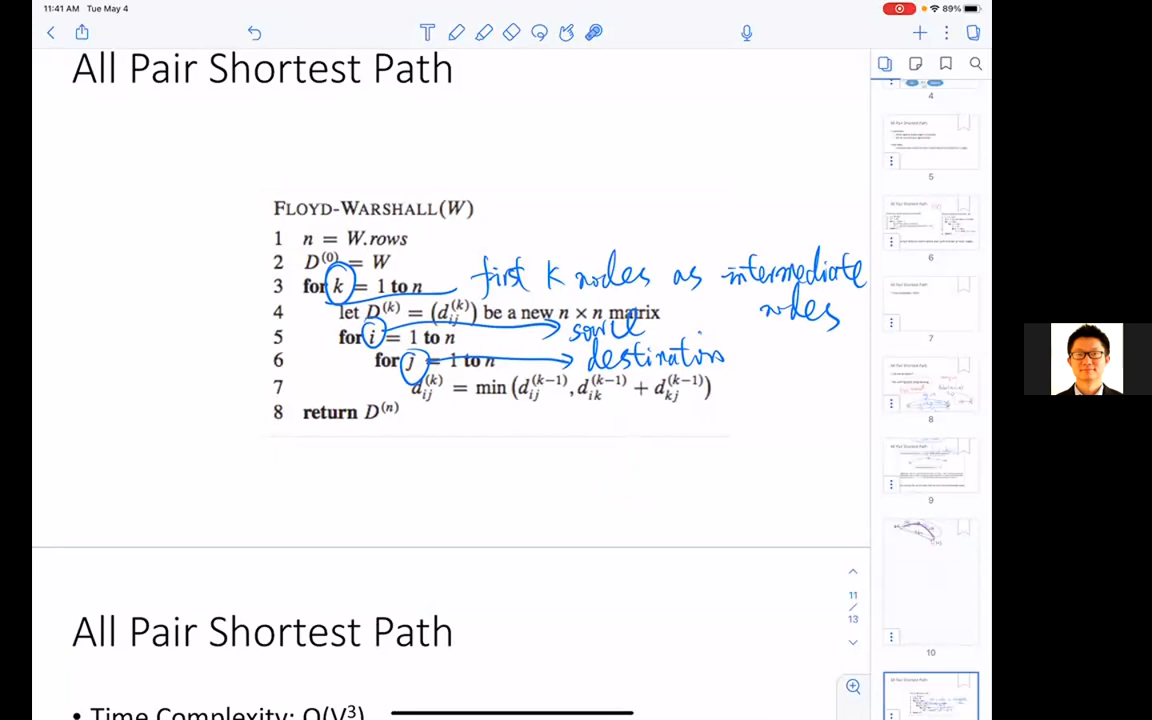 11:41 AM Tue May 4
89%
All Pair Shortest Path
FLOYD-WARSHALL(W)
1 n = W.rows
2 D^(0) = W
3 for k = 1 to n
first K nodes as intermediate
nodes
4 let D^(k) = (d_ij^(k)) be a new n × n matrix
5 for i = 1 to n
source
6 for j = 1 to n
destination
7 d_ij^(k) = min (d_ij^(k−1), d_ik^(k−1) + d_kj^(k−1))
8 return D^(n)
All Pair Shortest Path
• Time Complexity: O(V³)
11
/
13
4
5
6
7
8
9
10